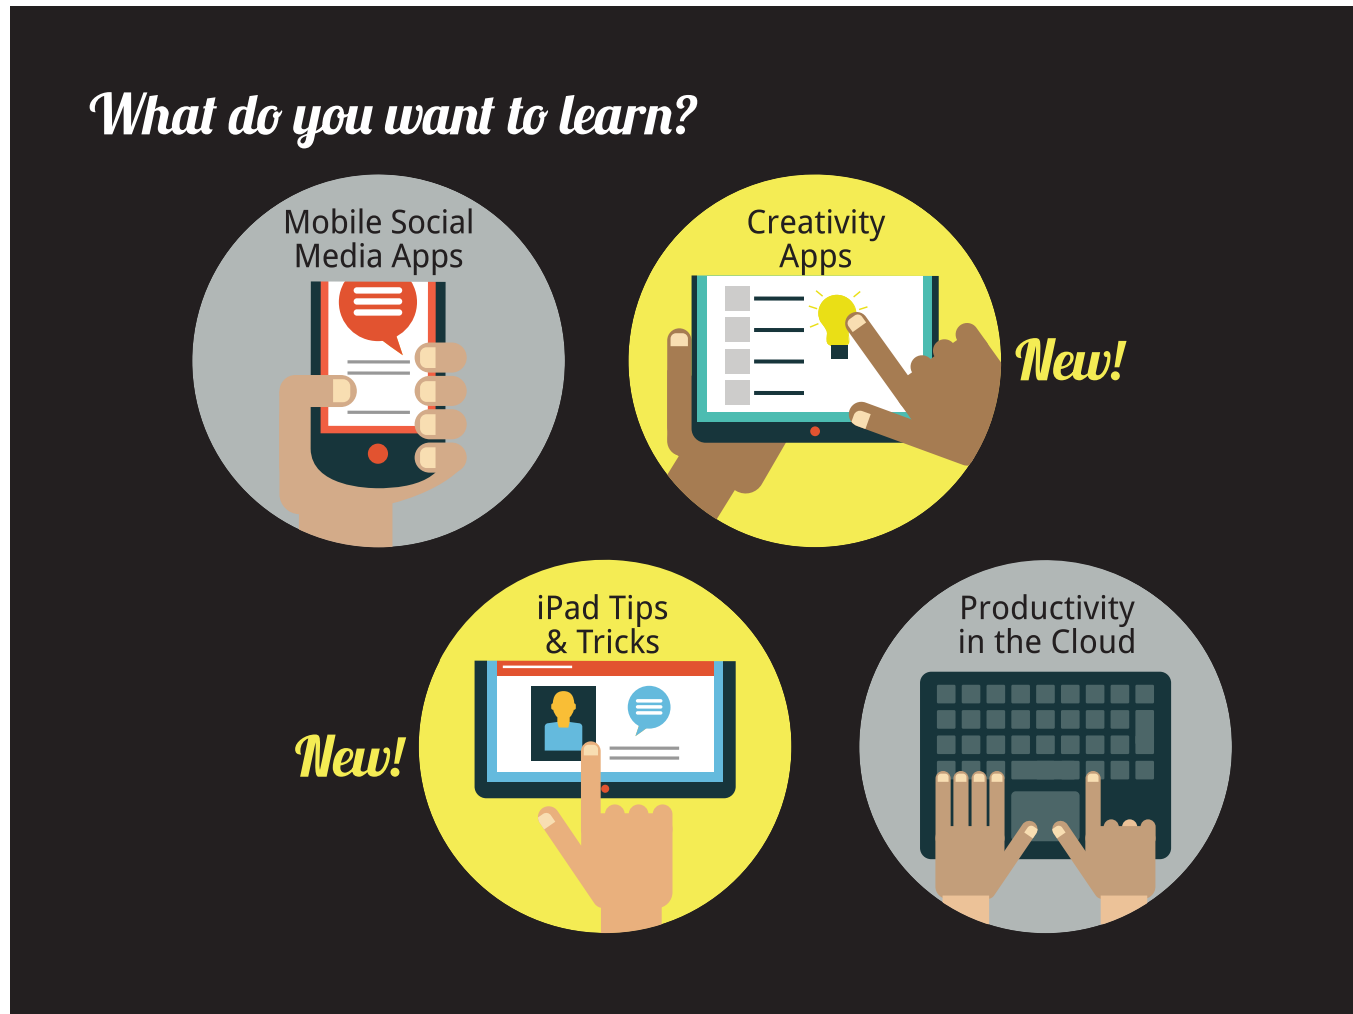 What do you want to learn?
Mobile Social
Media Apps
Creativity
Apps
New!
iPad Tips
& Tricks
New!
Productivity
in the Cloud